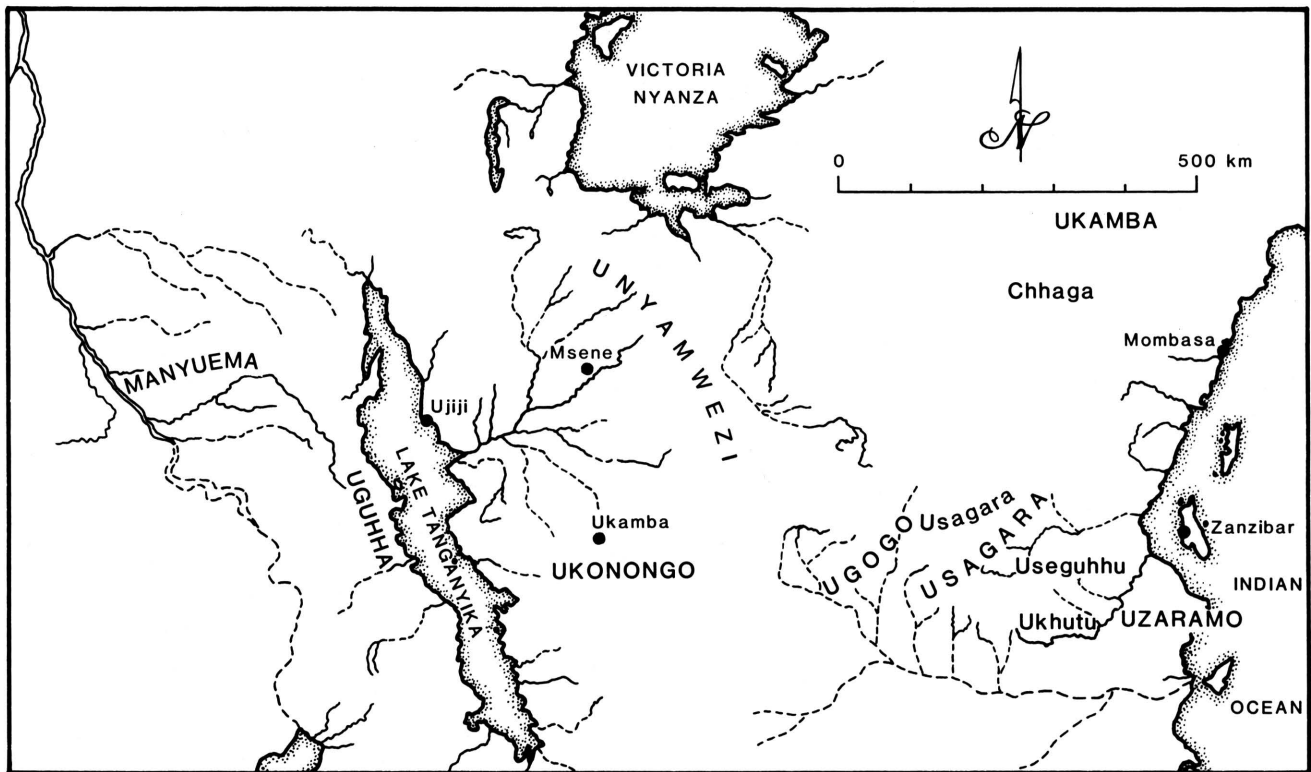 VICTORIA
NYANZA
N
0 500 km
UKAMBA
Chhaga
UNYAMWEZI
Mombasa
Msene
MANYUEMA
Ujiji
LAKE TANGANYIKA
UGUHHA
Ukamba
UKONONGO
UGOGO
Usagara
USAGARA
Zanzibar
Useguhhu
INDIAN
Ukhutu
UZARAMO
OCEAN